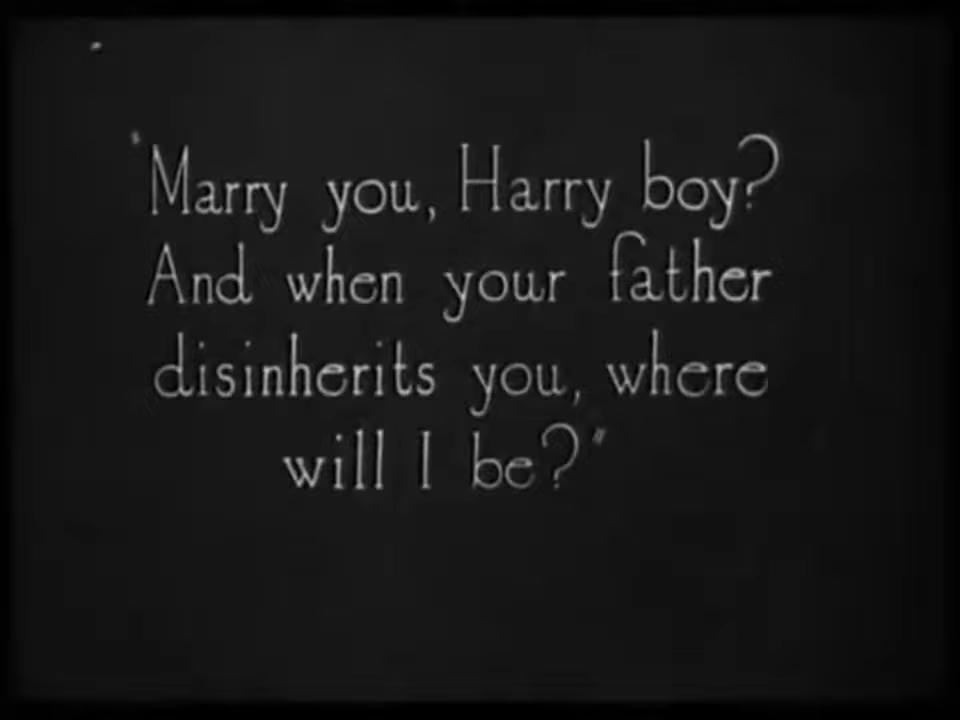 "Marry you, Harry boy?
And when your father
disinherits you, where
will I be?"